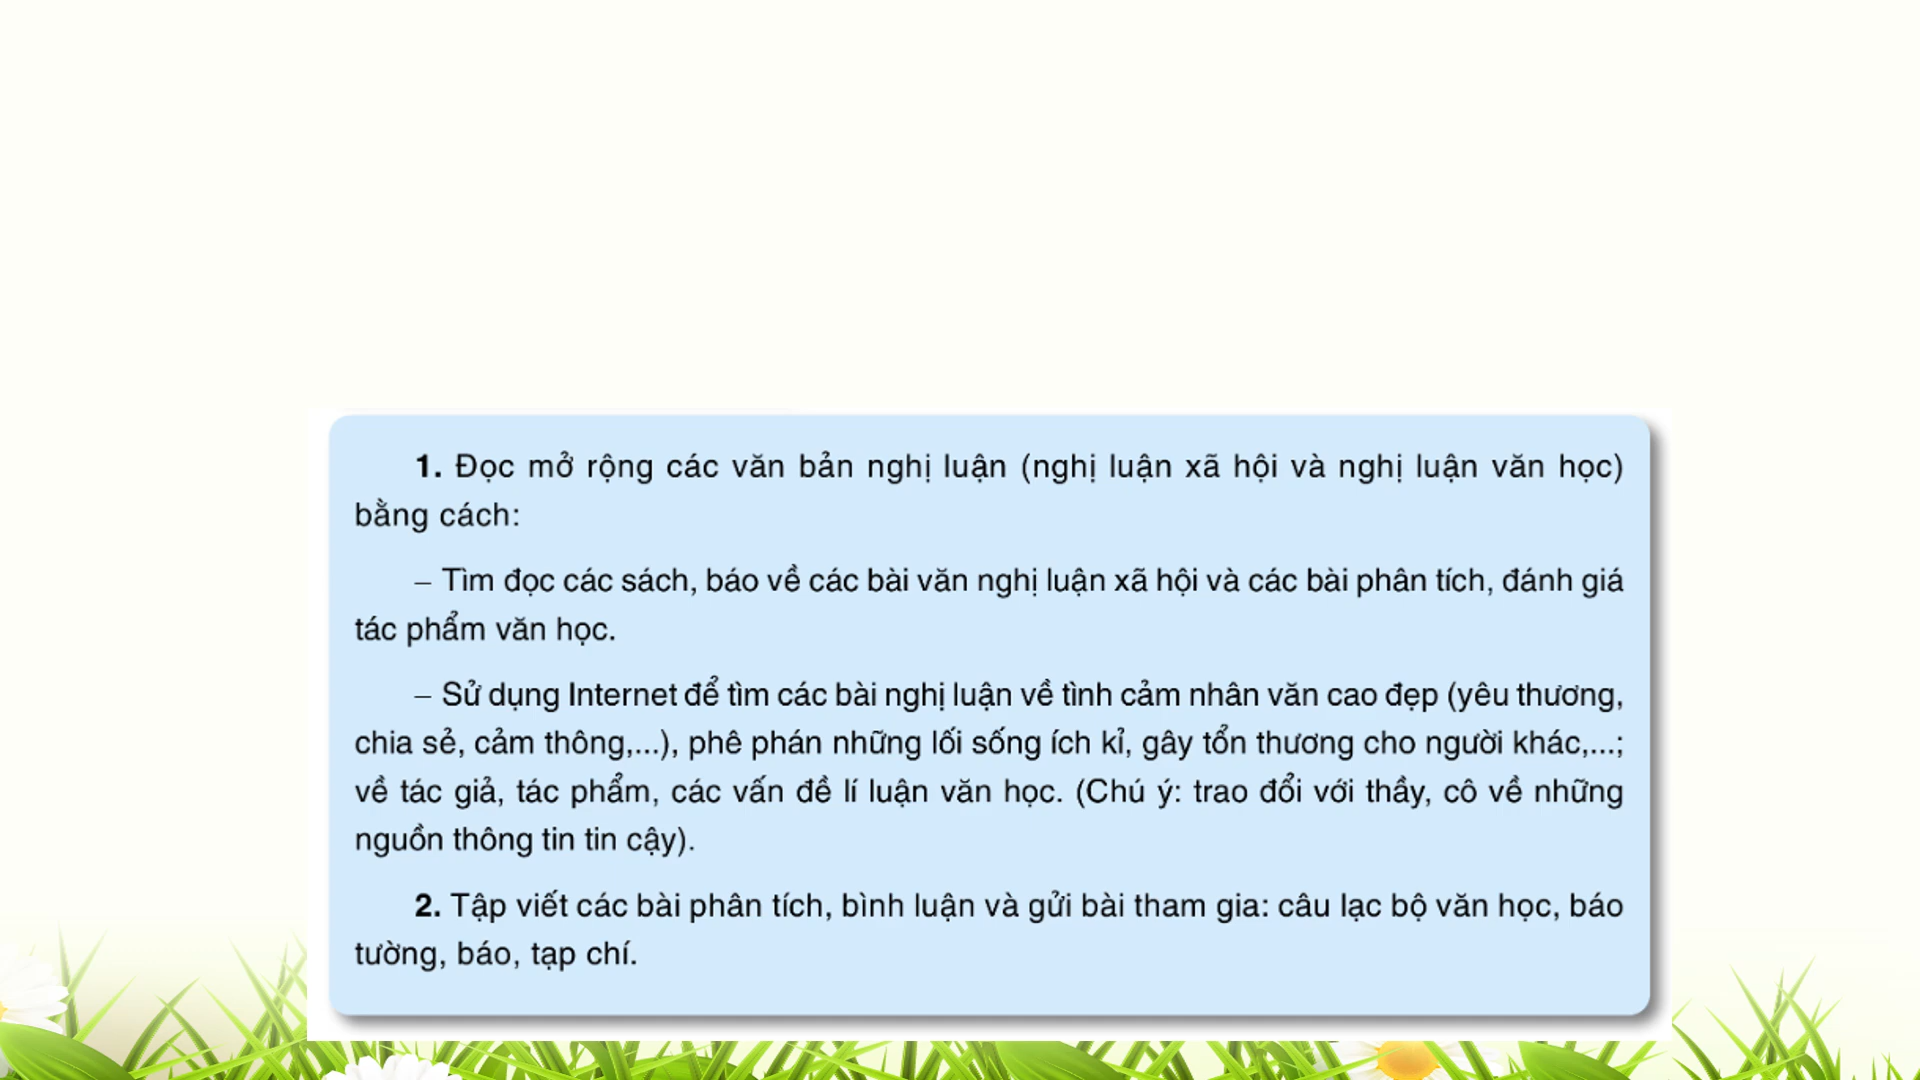 1. Đọc mở rộng các văn bản nghị luận (nghị luận xã hội và nghị luận văn học)
bằng cách:
– Tìm đọc các sách, báo về các bài văn nghị luận xã hội và các bài phân tích, đánh giá
tác phẩm văn học.
– Sử dụng Internet để tìm các bài nghị luận về tình cảm nhân văn cao đẹp (yêu thương,
chia sẻ, cảm thông,...), phê phán những lối sống ích kỉ, gây tổn thương cho người khác,...;
về tác giả, tác phẩm, các vấn đề lí luận văn học. (Chú ý: trao đổi với thầy, cô về những
nguồn thông tin tin cậy).
2. Tập viết các bài phân tích, bình luận và gửi bài tham gia: câu lạc bộ văn học, báo
tường, báo, tạp chí.